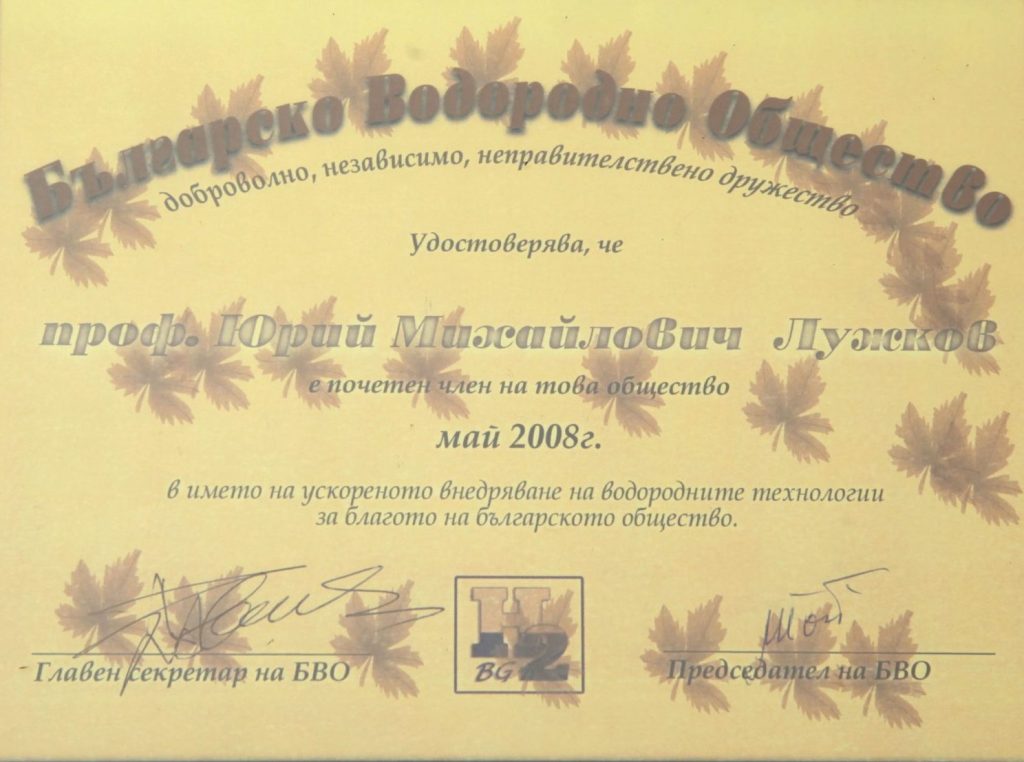 Българско Водородно Общество
доброволно, независимо, неправителствено дружество
Удостоверява, че
проф. Юрий Михайлович Лужков
е почетен член на това общество
май 2008г.
в името на ускореното внедряване на водородните технологии
за благото на българското общество.
H2
BG
Главен секретар на БВО
Председател на БВО